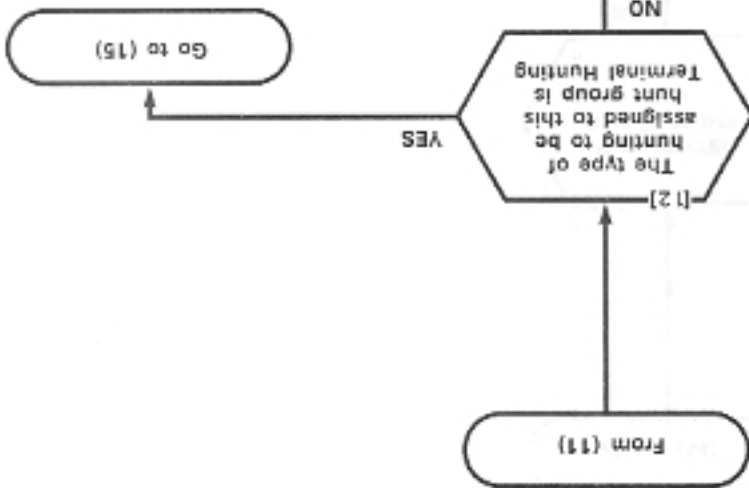 From (11)
[12]
The type of
hunting to be
assigned to this
hunt group is
Terminal Hunting
YES
Go to (15)
NO